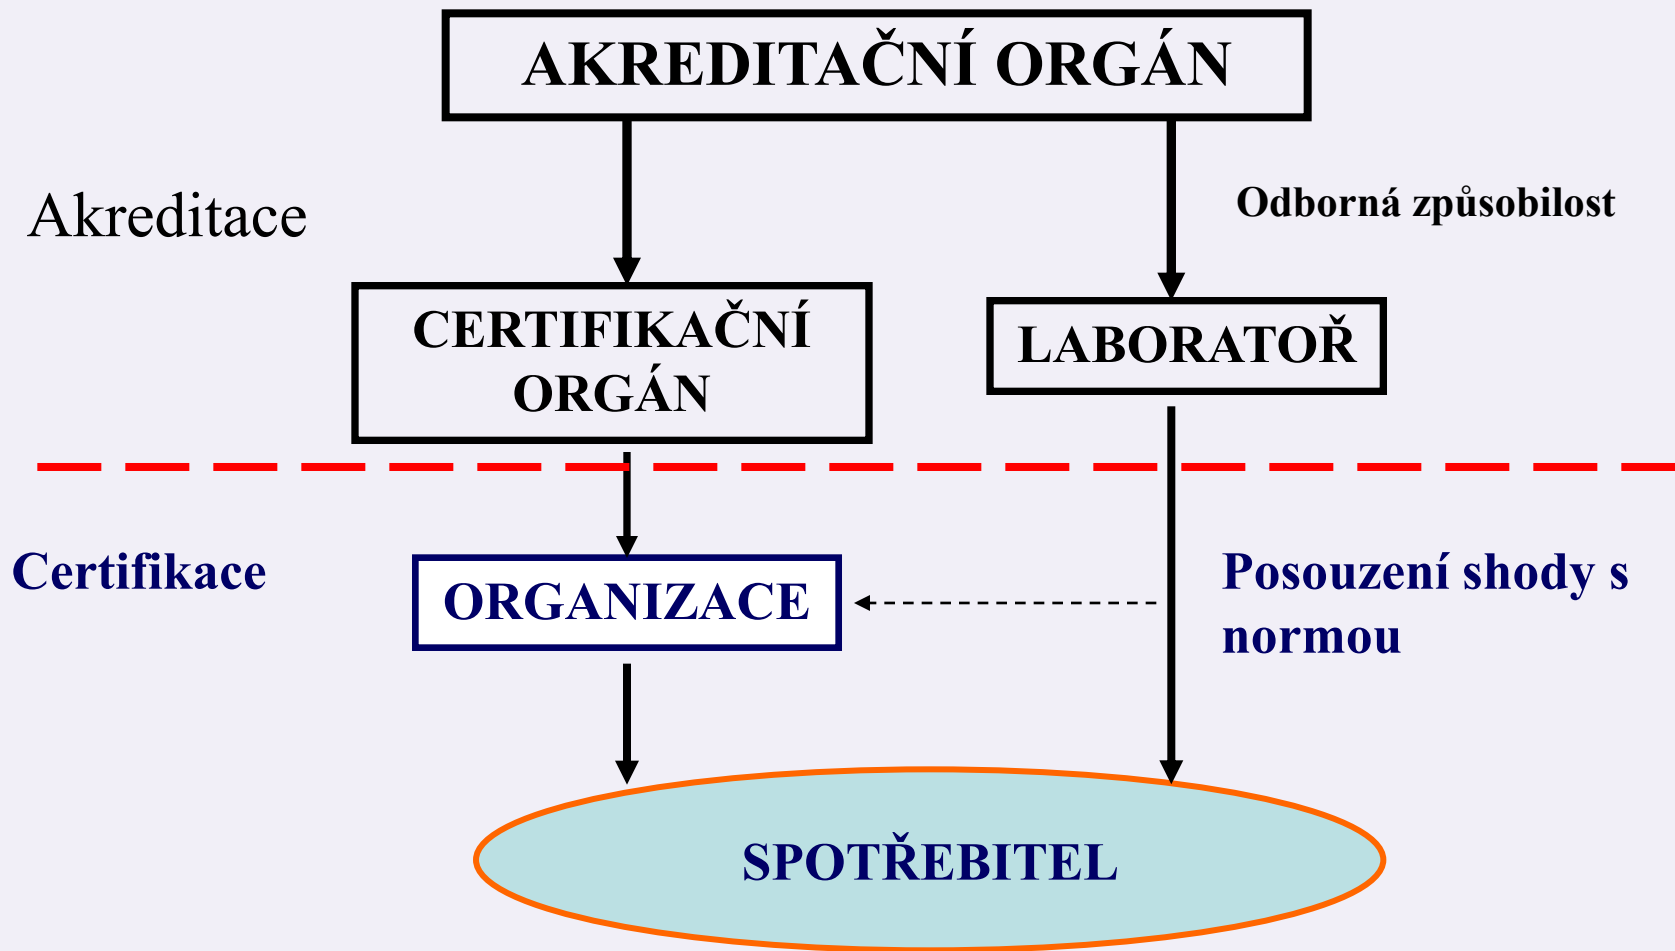 AKREDITAČNÍ ORGÁN
Akreditace
Odborná způsobilost
CERTIFIKAČNÍ
ORGÁN
LABORATOŘ
Certifikace
ORGANIZACE
Posouzení shody s
normou
SPOTŘEBITEL